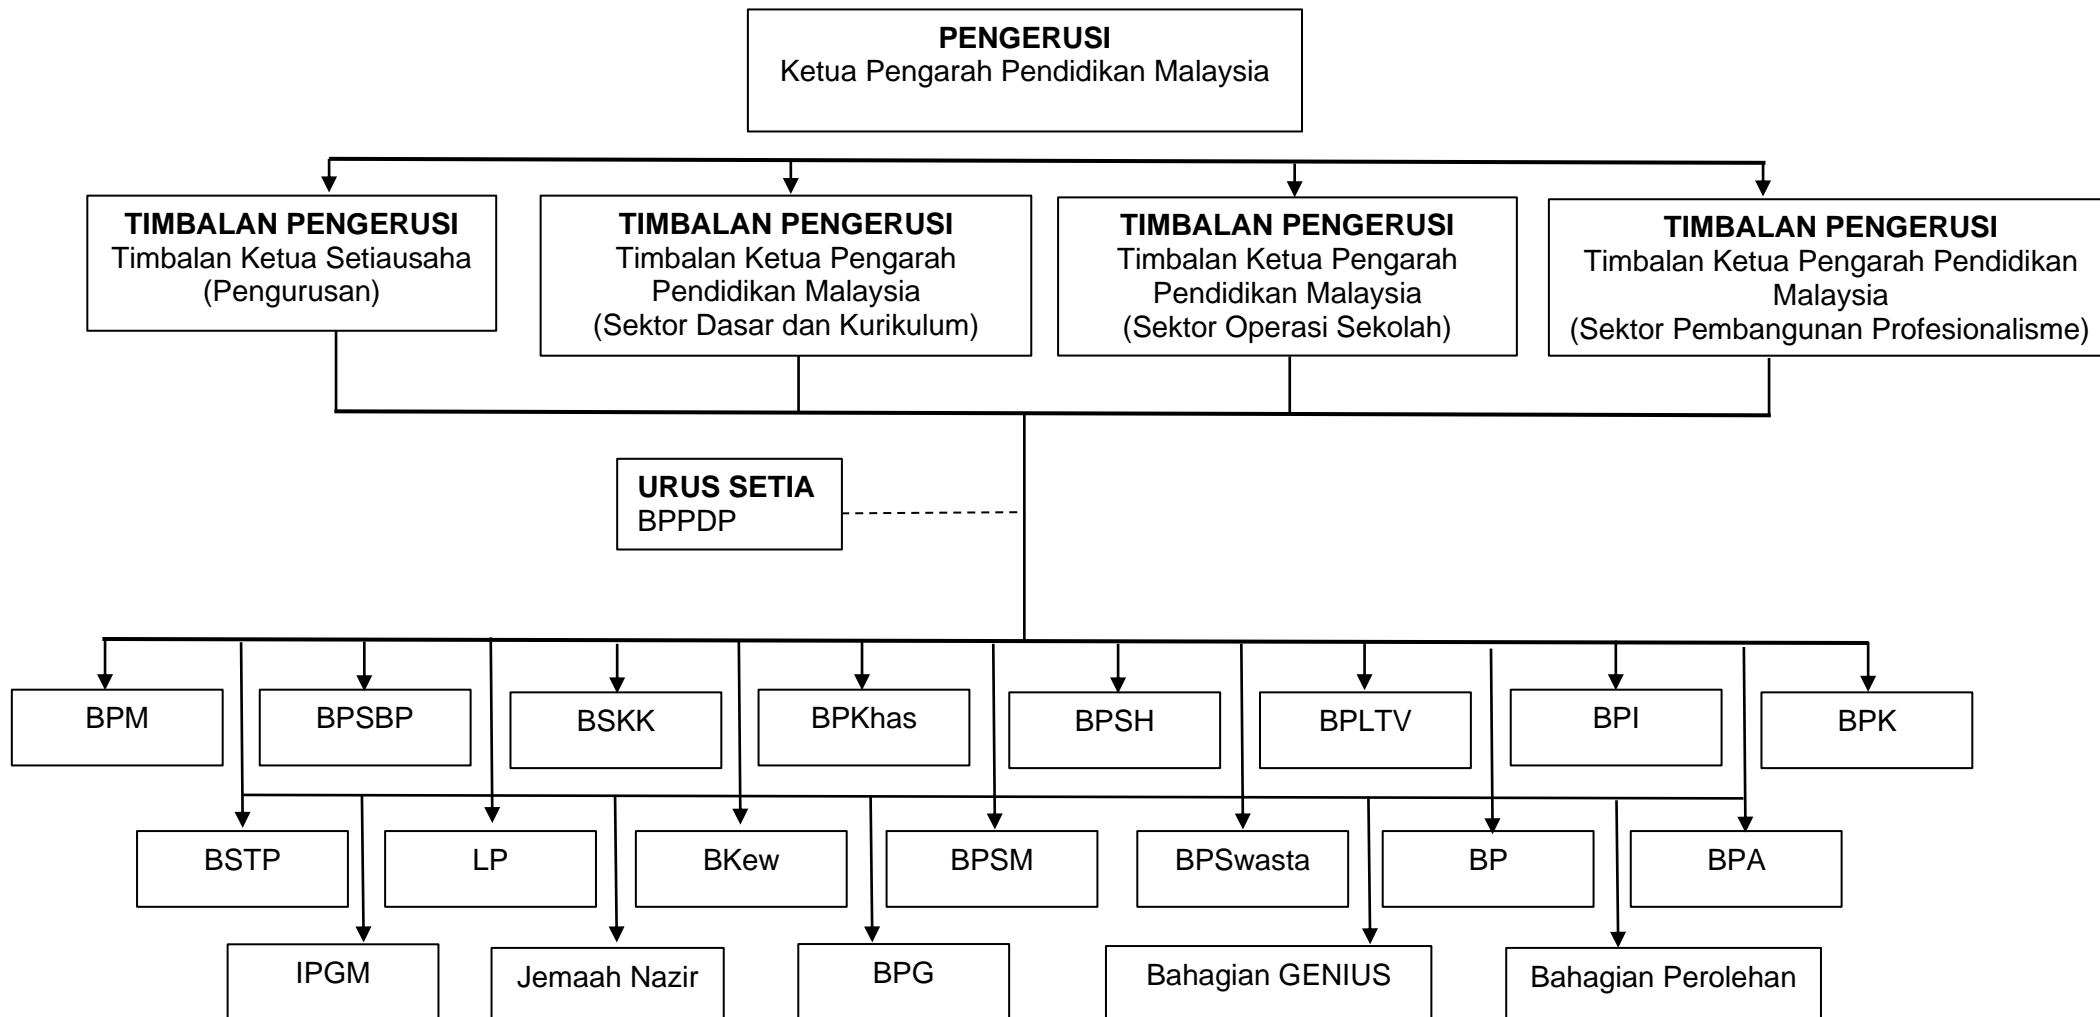 PENGERUSI
Ketua Pengarah Pendidikan Malaysia
TIMBALAN PENGERUSI
Timbalan Ketua Setiausaha
(Pengurusan)
TIMBALAN PENGERUSI
Timbalan Ketua Pengarah
Pendidikan Malaysia
(Sektor Dasar dan Kurikulum)
TIMBALAN PENGERUSI
Timbalan Ketua Pengarah
Pendidikan Malaysia
(Sektor Operasi Sekolah)
TIMBALAN PENGERUSI
Timbalan Ketua Pengarah Pendidikan
Malaysia
(Sektor Pembangunan Profesionalisme)
URUS SETIA
BPPDP
BPM
BPSBP
BSKK
BPKhas
BPSH
BPLTV
BPI
BPK
BSTP
LP
BKew
BPSM
BPSwasta
BP
BPA
IPGM
Jemaah Nazir
BPG
Bahagian GENIUS
Bahagian Perolehan